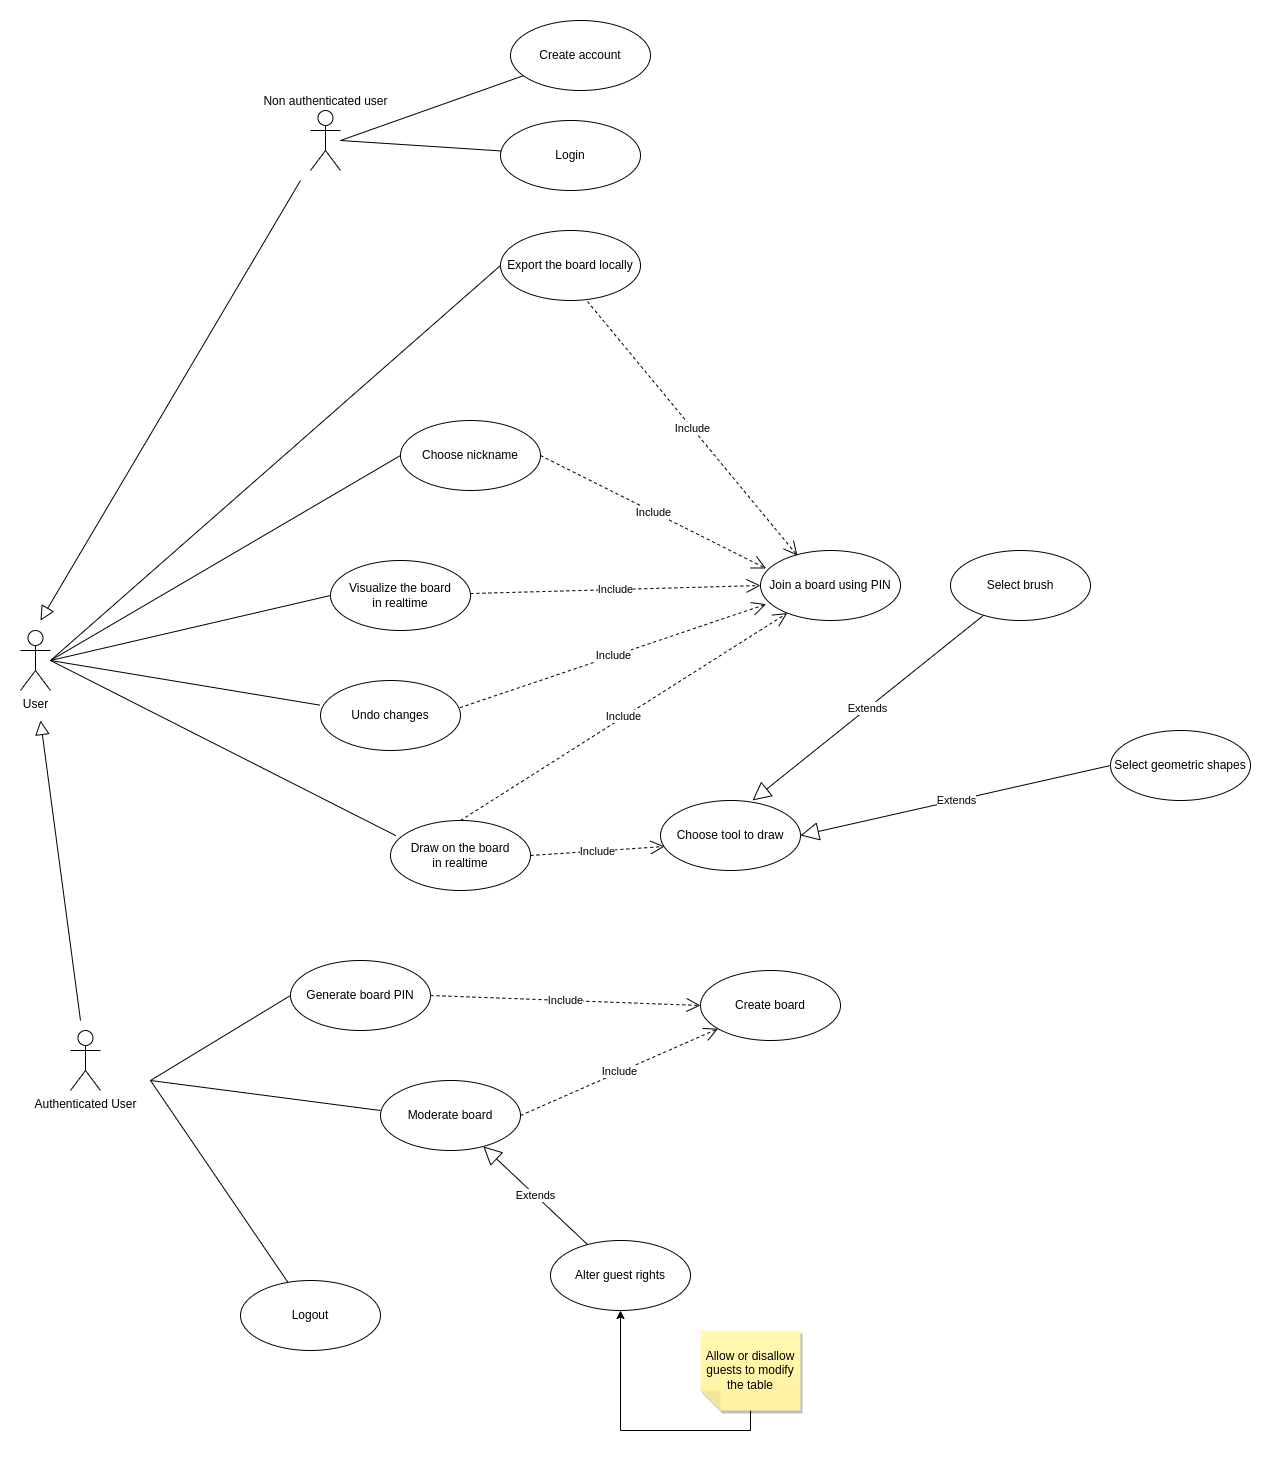 Create account
Non authenticated user
Login
Export the board locally
Include
Choose nickname
Include
Visualize the board
in realtime
Include
Join a board using PIN
Select brush
Include
User
Undo changes
Include
Extends
Select geometric shapes
Extends
Draw on the board
in realtime
Include
Choose tool to draw
Generate board PIN
Include
Create board
Include
Authenticated User
Moderate board
Extends
Alter guest rights
Logout
Allow or disallow
guests to modify
the table